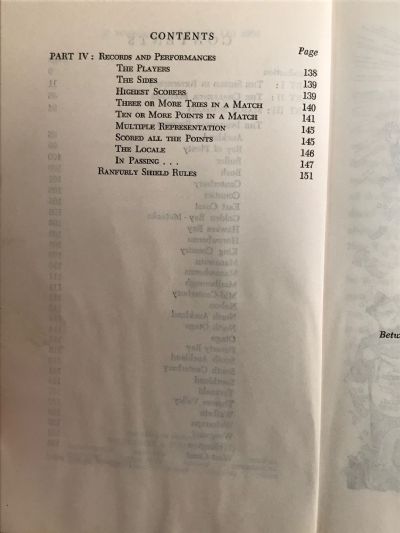 CONTENTS
Page
PART IV: RECORDS AND PERFORMANCES
THE PLAYERS 138
THE SIDES 139
HIGHEST SCORERS 139
THREE OR MORE TRIES IN A MATCH 140
TEN OR MORE POINTS IN A MATCH 141
MULTIPLE REPRESENTATION 145
SCORED ALL THE POINTS 145
THE LOCALE 146
IN PASSING . . . 147
RANFURLY SHIELD RULES 151
Betwe